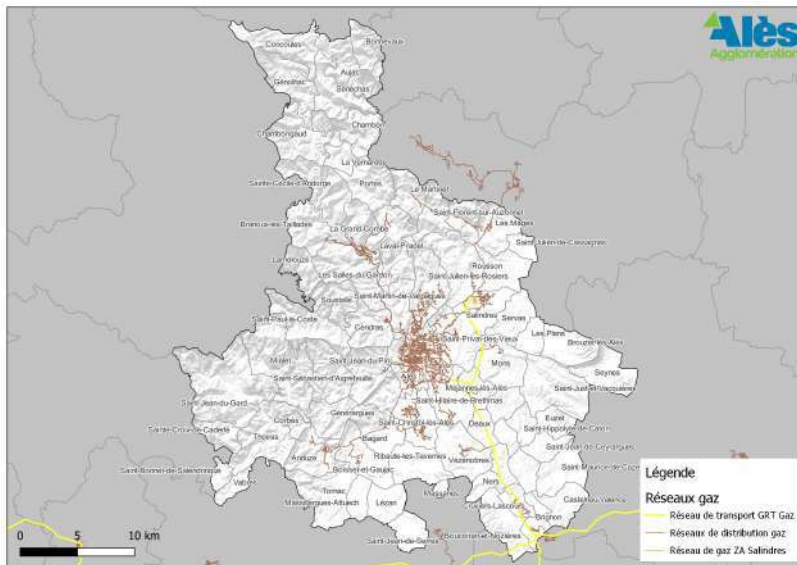 Alès
Agglomération
Concoules
Bonnevaux
Aujac
Génolhac
Sénéchas
Chambon
Chamborigaud
La Vernarède
Sainte-Cécile-d'Andorge
Portes
Le Martinet
Saint-Florent-sur-Auzonnet
Branoux-les-Taillades
La Grand-Combe
Les Mages
Laval-Pradel
Saint-Julien-de-Cassagnas
Lamelouze
Rousson
Les Salles-du-Gardon
Saint-Julien-les-Rosiers
Soustelle
Saint-Martin-de-Valgalgues
Saint-Paul-la-Coste
Salindres
Servas
Cendras
Les Plans
Saint-Privat-des-Vieux
Brouzet-lès-Alès
Mialet
Saint-Jean-du-Pin
Mons
Alès
Seynes
Saint-Sébastien-d'Aigrefeuille
Méjannes-lès-Alès
Saint-Just-et-Vacquières
Saint-Jean-du-Gard
Saint-Hilaire-de-Brethmas
Générargues
Euzet
Corbès
Saint-Christol-lès-Alès
Deaux
Saint-Hippolyte-de-Caton
Sainte-Croix-de-Caderle
Thoiras
Bagard
Saint-Jean-de-Ceyrargues
Anduze
Ribaute-les-Tavernes
Vézénobres
Saint-Bonnet-de-Salendrinque
Boisset-et-Gaujac
Saint-Maurice-de-Caze
Vabres
Ners
Tornac
Massanes
Castelnau-Valence
Massillargues-Attuech
Lézan
Cruviers-Lascours
Brignon
Boucoiran-et-Nozières
Saint-Jean-de-Serres
0 5 10 km
Légende
Réseaux gaz
Réseau de transport GRT Gaz
Réseaux de distribution gaz
Réseau de gaz ZA Salindres